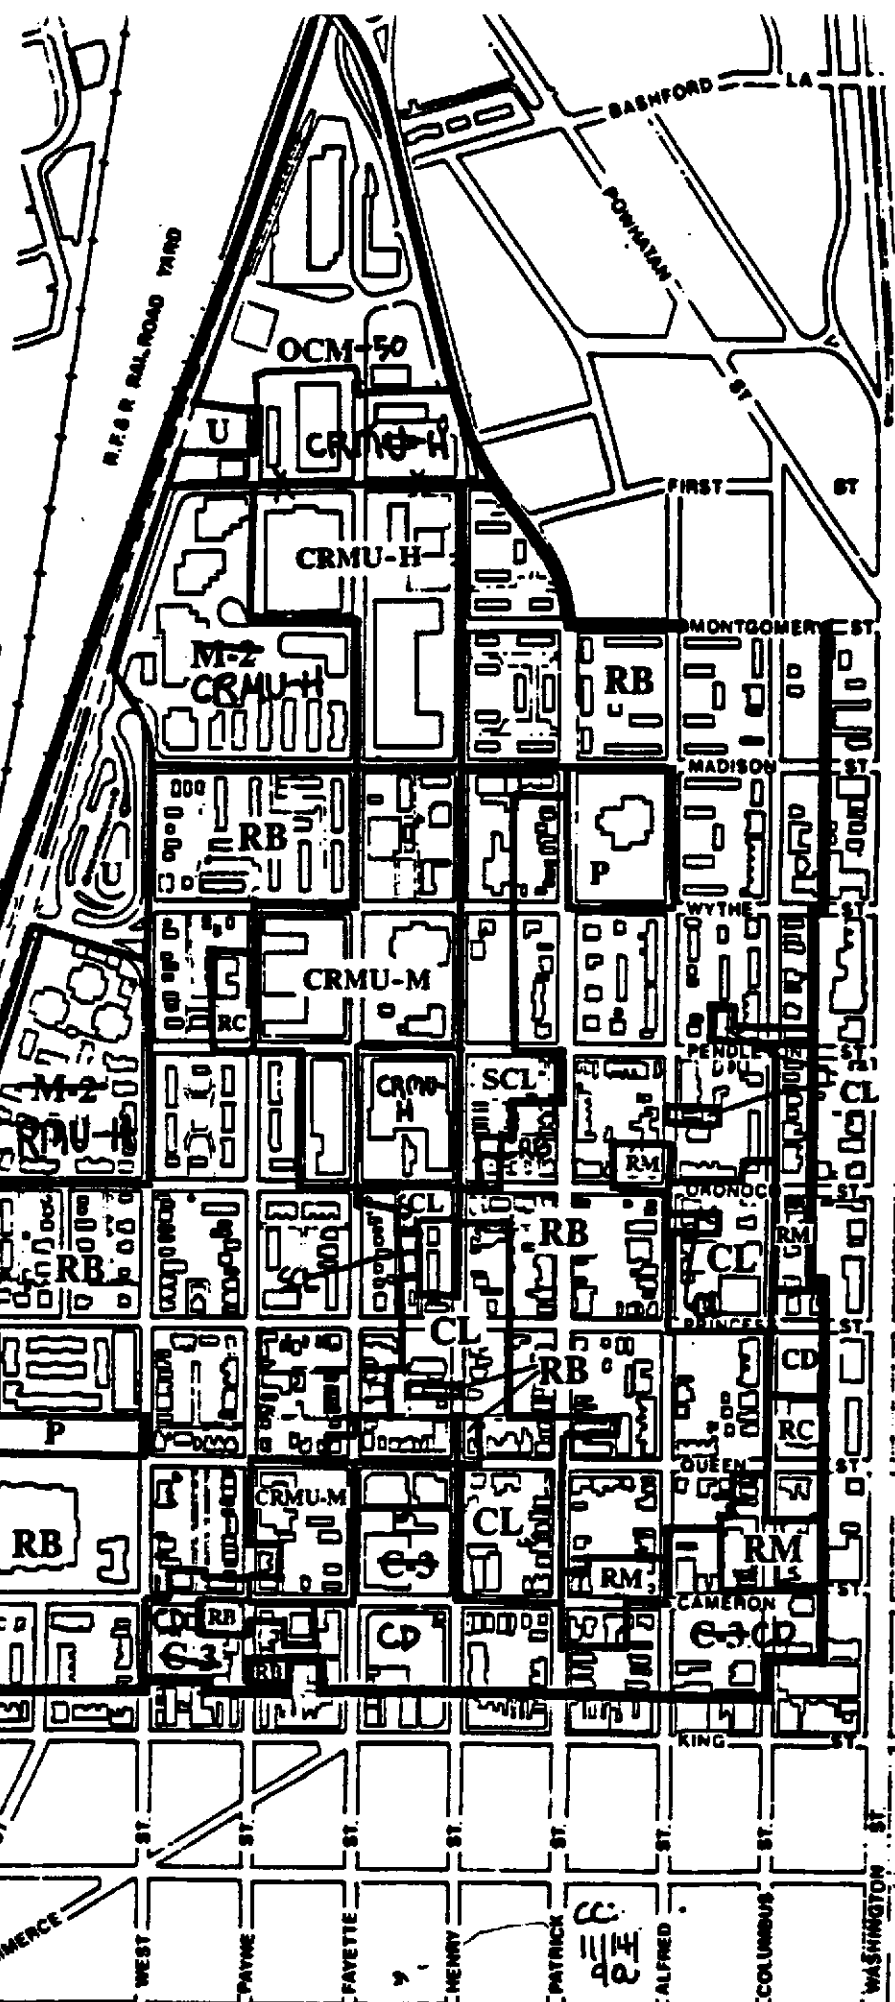 BASHFORD LA
POWHATAN
ST
R.F. & P. RAILROAD YARD
OCM-50
U
CRMU-H
FIRST ST
CRMU-H
MONTGOMERY ST
M-2
CRMU-H
RB
MADISON ST
RB
U
P
WYTHE ST
CRMU-M
RC
PENDLETON ST
M-2
CRMU
H
SCL
CL
RM
ORONOCO ST
CL
RB
RM
RB
CL
CL
PRINCESS ST
CD
RB
P
RC
QUEEN ST
CRMU-M
CL
RB
C-3
RM
RM
CAMERON ST
CD
RB
CD
C-3
CD
C-3
RB
KING ST.
ST.
ST.
ST.
ST.
ST.
ST.
ST.
ST.
WEST
PAYNE
FAYETTE
HENRY
PATRICK
ALFRED
COLUMBUS
WASHINGTON
CC:
11/14
92